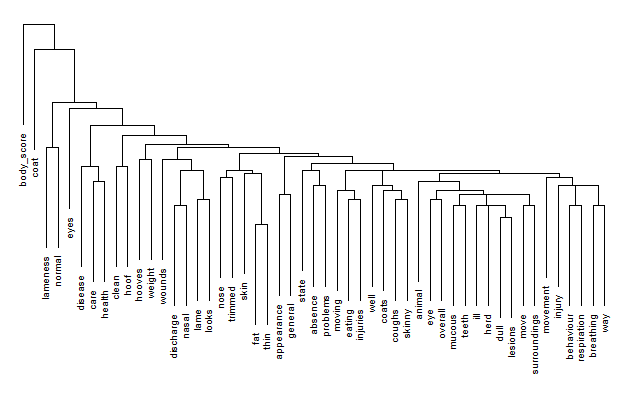 body_score
coat
lameness
normal
eyes
disease
care
health
clean
hoof
hooves
weight
wounds
discharge
nasal
lame
looks
nose
trimmed
skin
fat
thin
appearance
general
state
absence
problems
moving
eating
injuries
well
coats
coughs
skinny
animal
eye
overall
mucous
teeth
ill
herd
dull
lesions
move
surroundings
movement
injury
behaviour
respiration
breathing
way